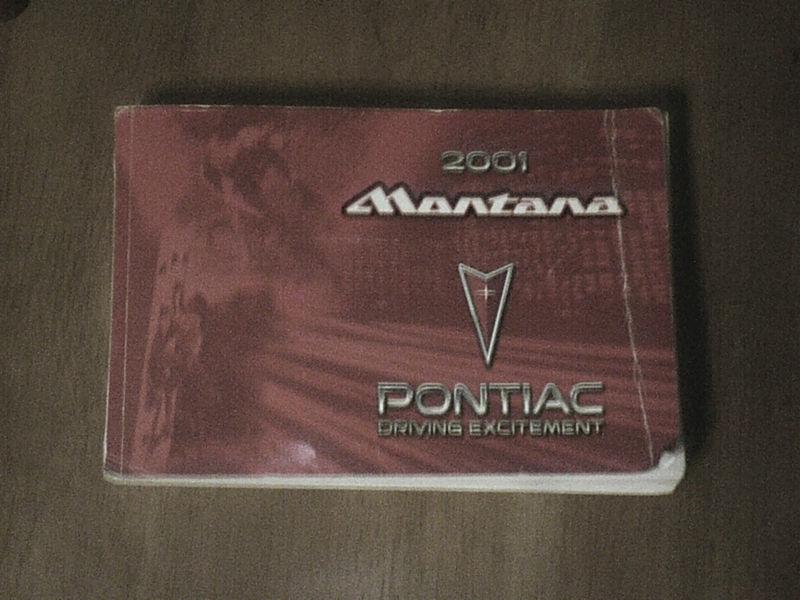 2001
Montana
PONTIAC
DRIVING EXCITEMENT